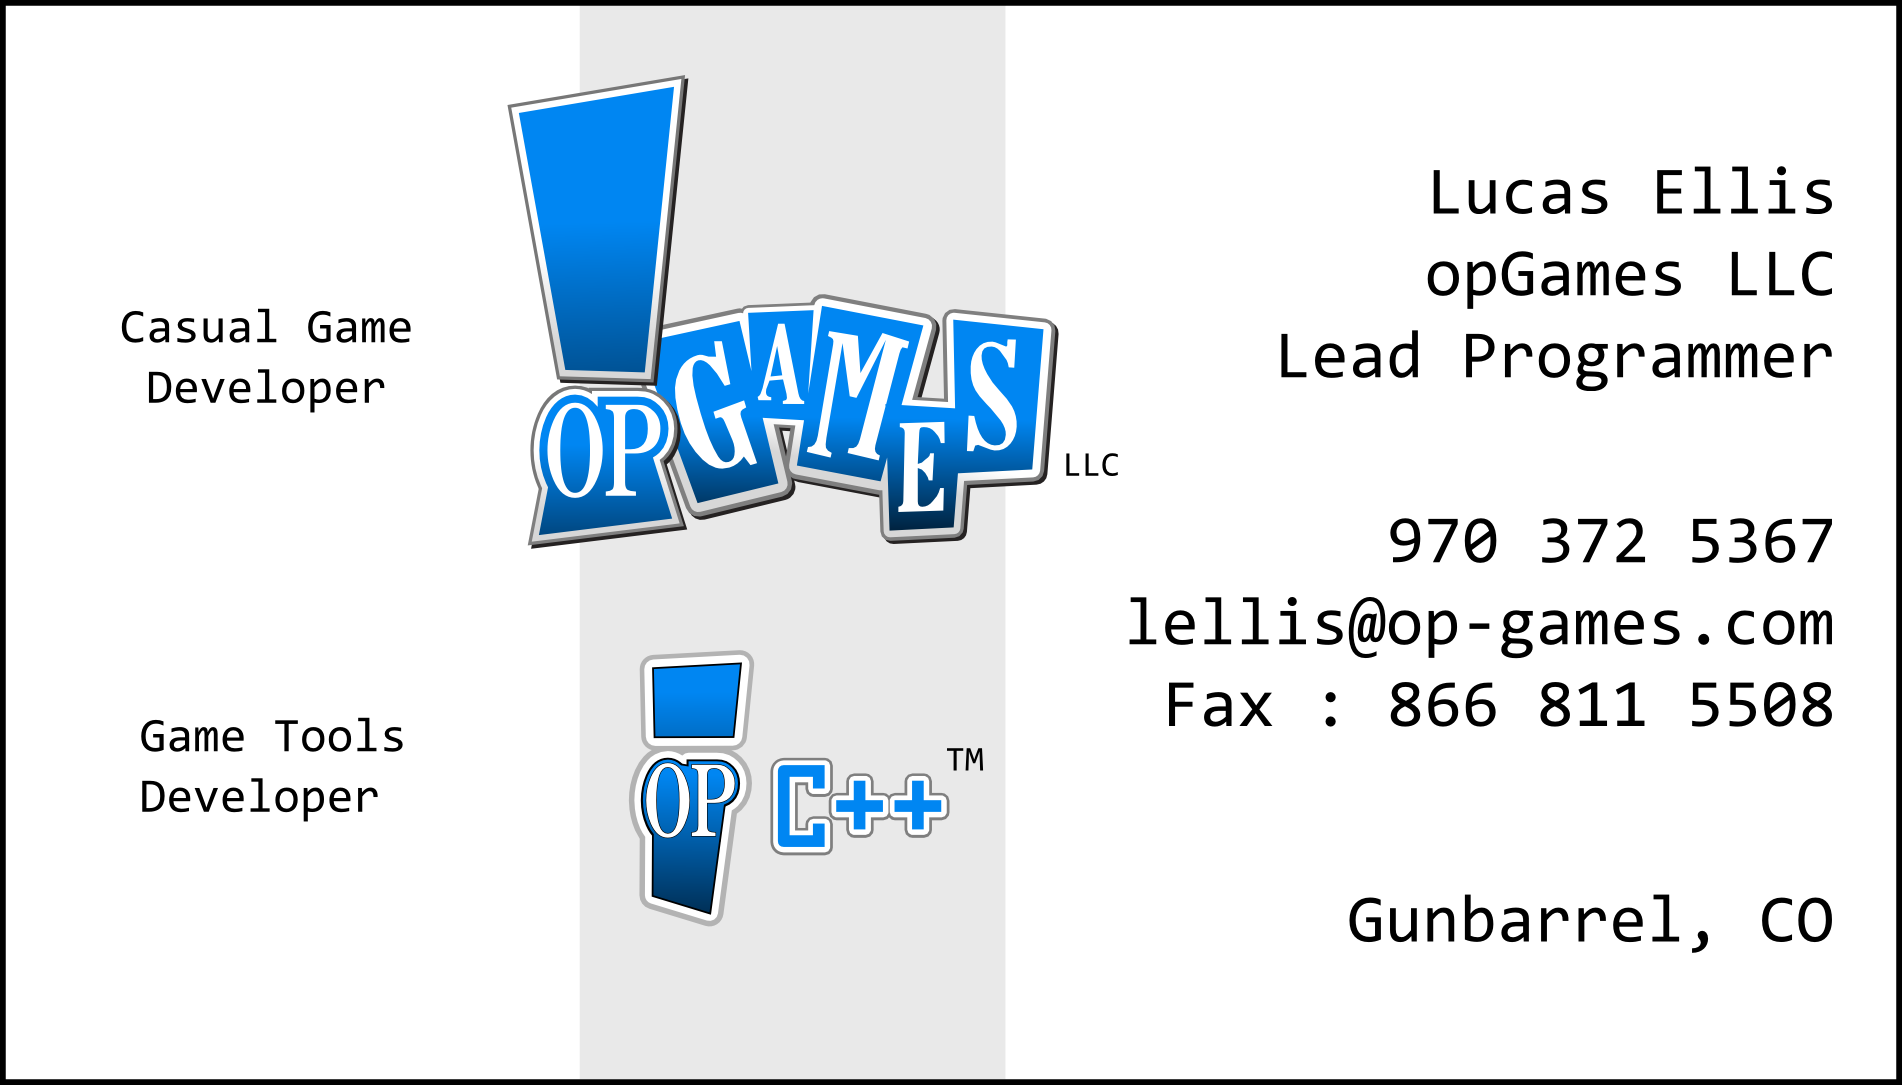 Casual Game
Developer
OPGAMES
LLC
Game Tools
Developer
OP C++
TM
Lucas Ellis
opGames LLC
Lead Programmer
970 372 5367
lellis@op-games.com
Fax : 866 811 5508
Gunbarrel, CO